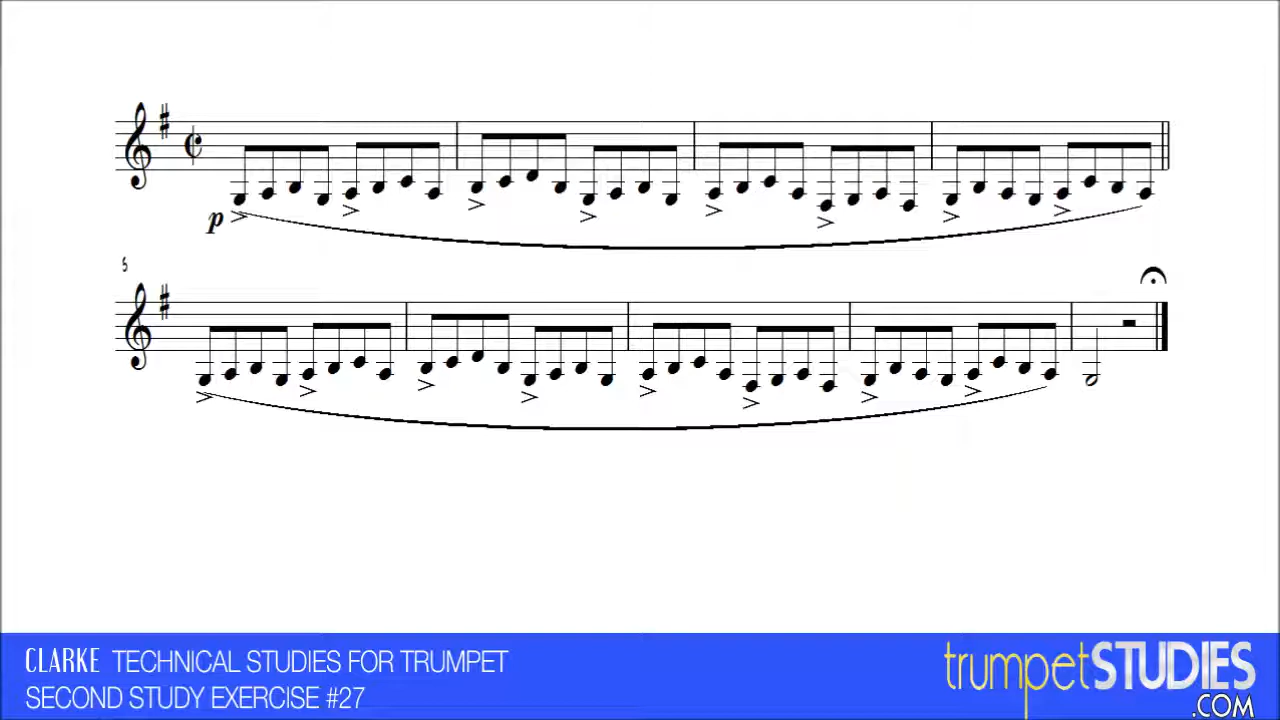 p
5
CLARKE TECHNICAL STUDIES FOR TRUMPET
SECOND STUDY EXERCISE #27
trumpetSTUDIES
.COM